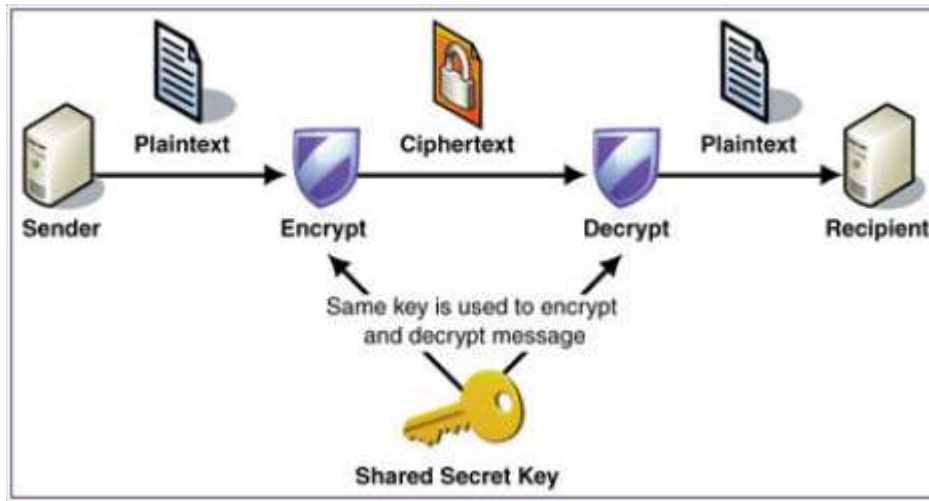 Plaintext
Ciphertext
Plaintext
Sender
Encrypt
Decrypt
Recipient
Same key is used to encrypt
and decrypt message
Shared Secret Key